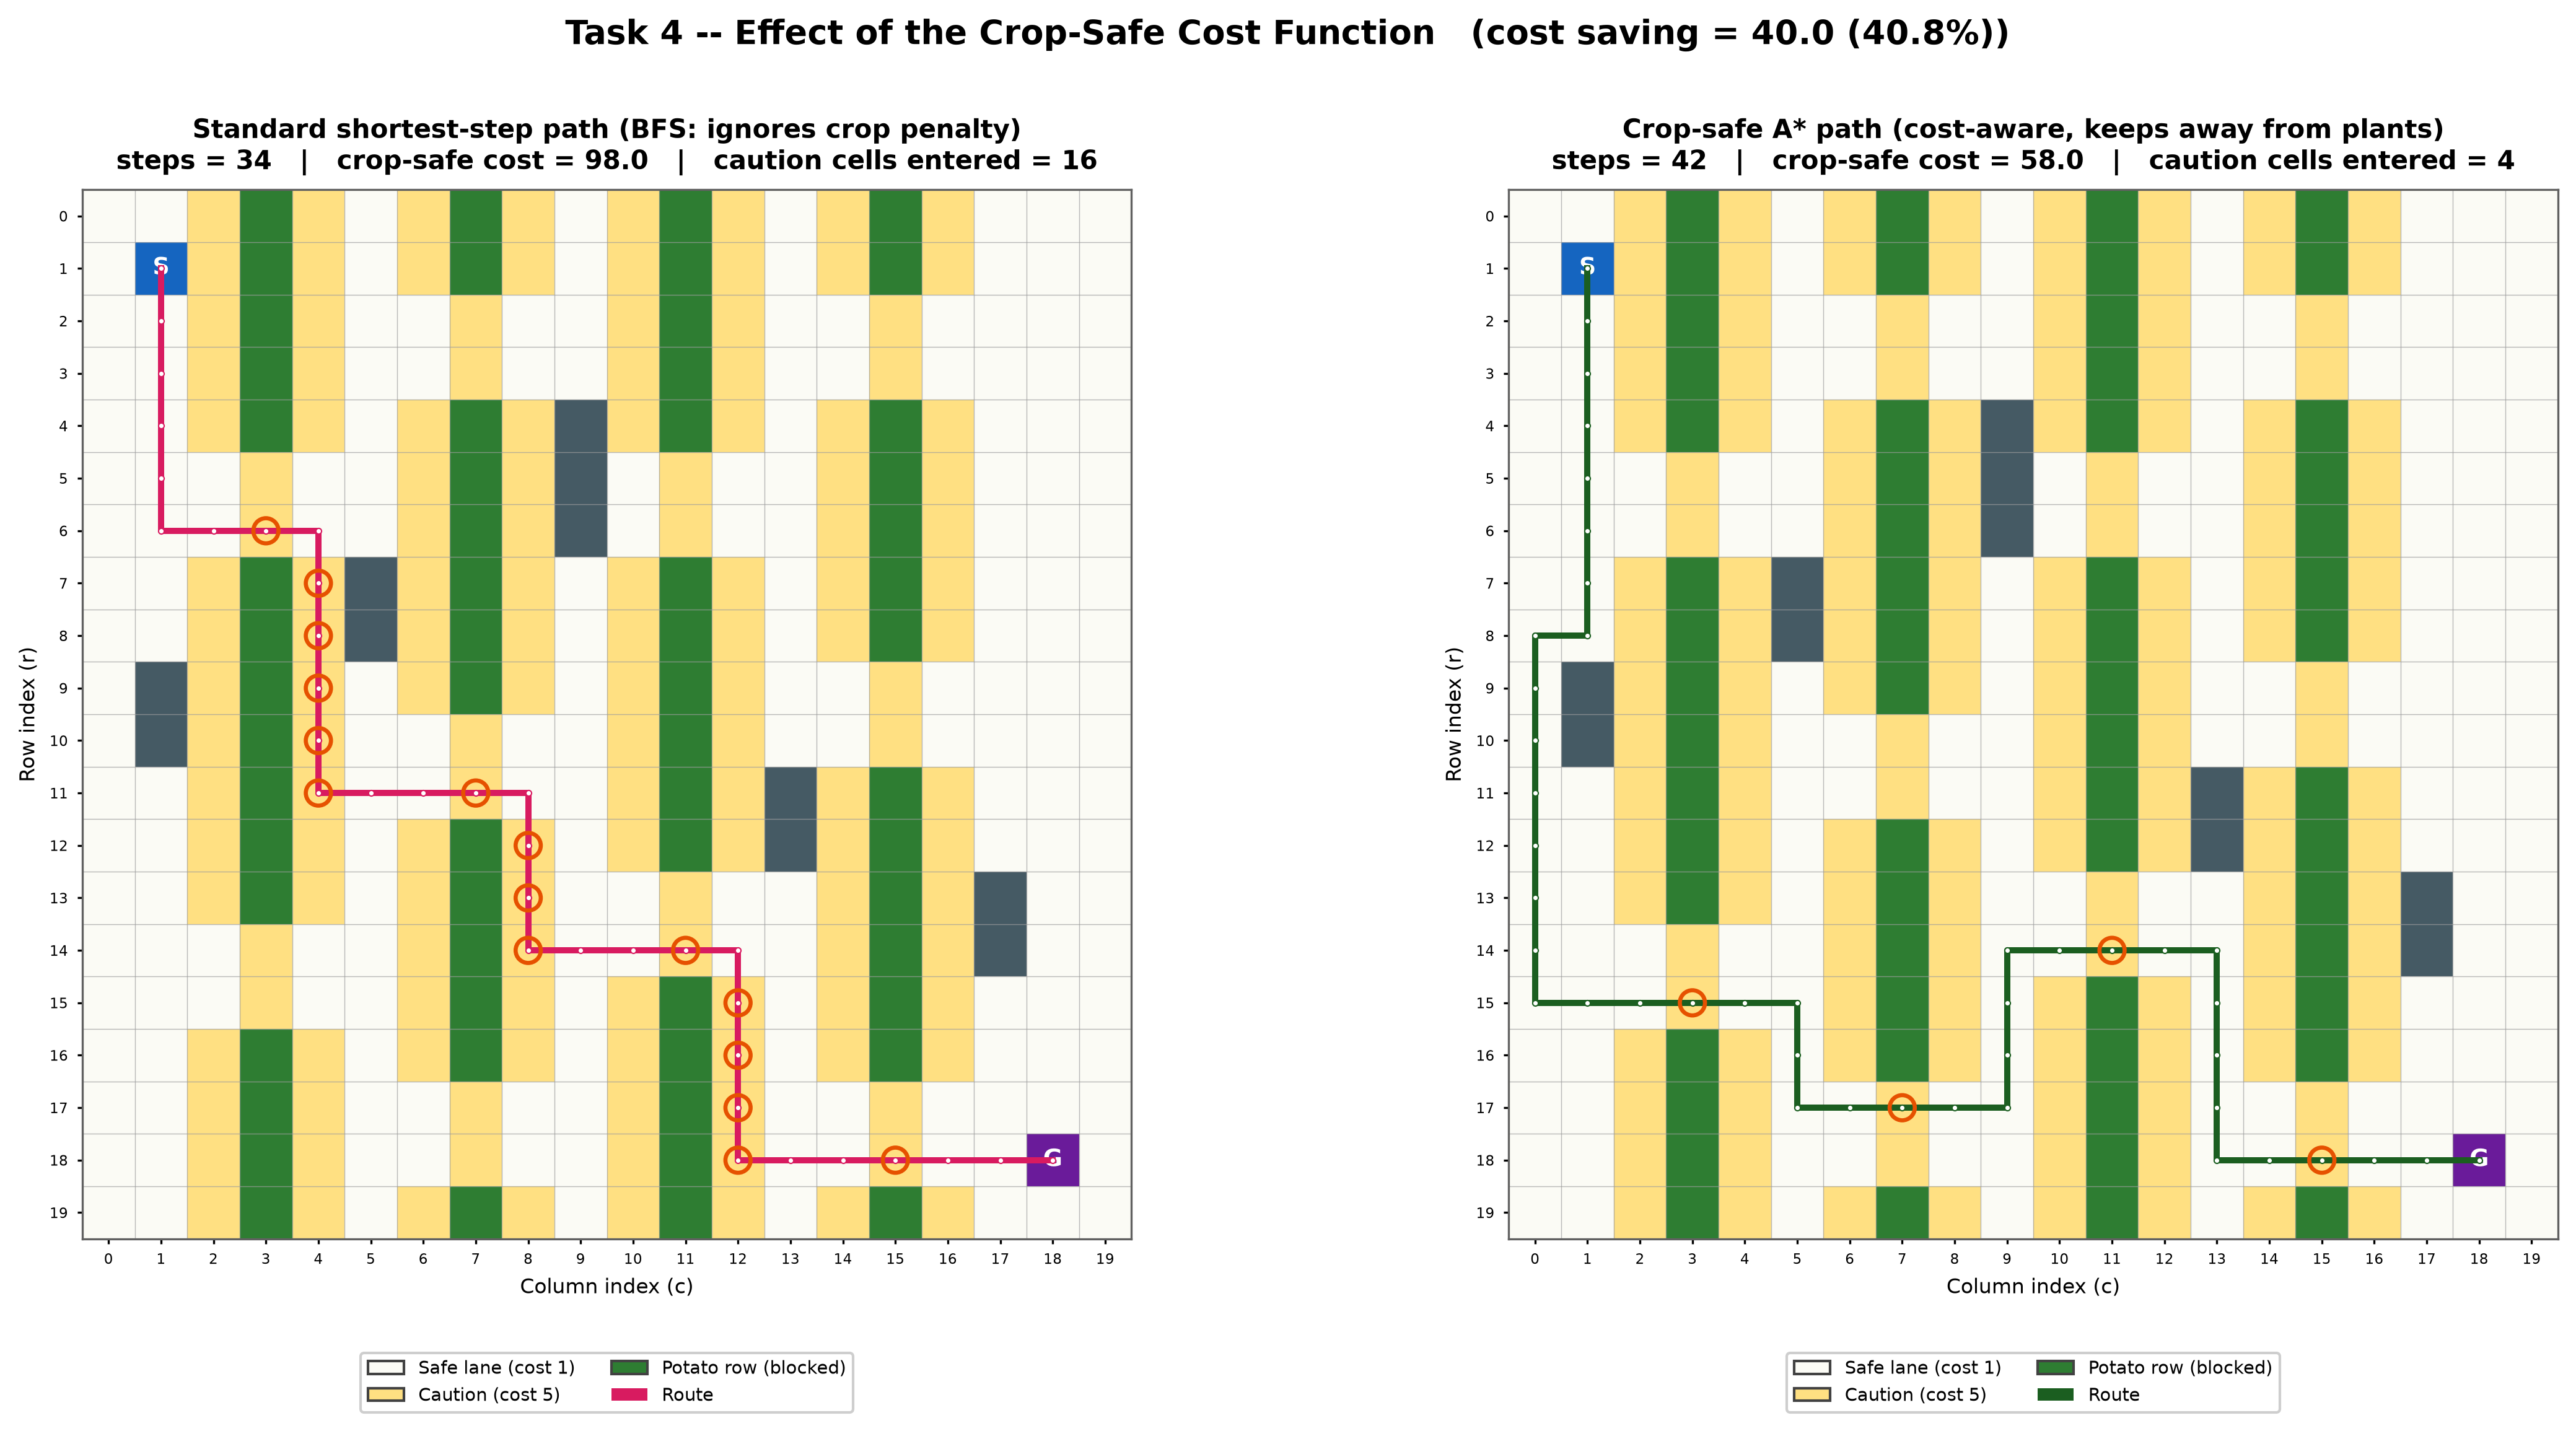 Task 4 -- Effect of the Crop-Safe Cost Function   (cost saving = 40.0 (40.8%))
Standard shortest-step path (BFS: ignores crop penalty)
steps = 34   |   crop-safe cost = 98.0   |   caution cells entered = 16
0
1
2
3
4
5
6
7
8
9
10
11
12
13
14
15
16
17
18
19
Row index (r)
S
G
0 1 2 3 4 5 6 7 8 9 10 11 12 13 14 15 16 17 18 19
Column index (c)
Safe lane (cost 1)
Caution (cost 5)
Potato row (blocked)
Route
Crop-safe A* path (cost-aware, keeps away from plants)
steps = 42   |   crop-safe cost = 58.0   |   caution cells entered = 4
0
1
2
3
4
5
6
7
8
9
10
11
12
13
14
15
16
17
18
19
Row index (r)
S
G
0 1 2 3 4 5 6 7 8 9 10 11 12 13 14 15 16 17 18 19
Column index (c)
Safe lane (cost 1)
Caution (cost 5)
Potato row (blocked)
Route